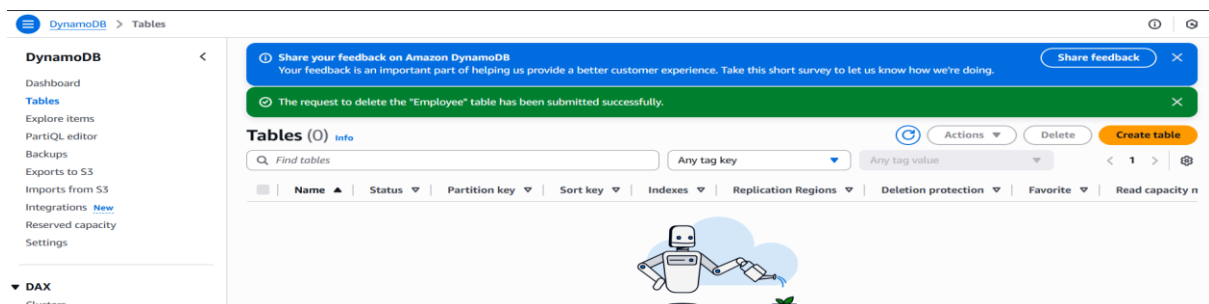 DynamoDB > Tables
DynamoDB
Dashboard
Tables
Explore items
PartiQL editor
Backups
Exports to S3
Imports from S3
Integrations New
Reserved capacity
Settings
DAX
Clusters
Share your feedback on Amazon DynamoDB
Your feedback is an important part of helping us provide a better customer experience. Take this short survey to let us know how we're doing.
Share feedback
The request to delete the "Employee" table has been submitted successfully.
Tables (0) Info
Actions
Delete
Create table
Find tables
Any tag key
Any tag value
1
Name Status Partition key Sort key Indexes Replication Regions Deletion protection Favorite Read capacity